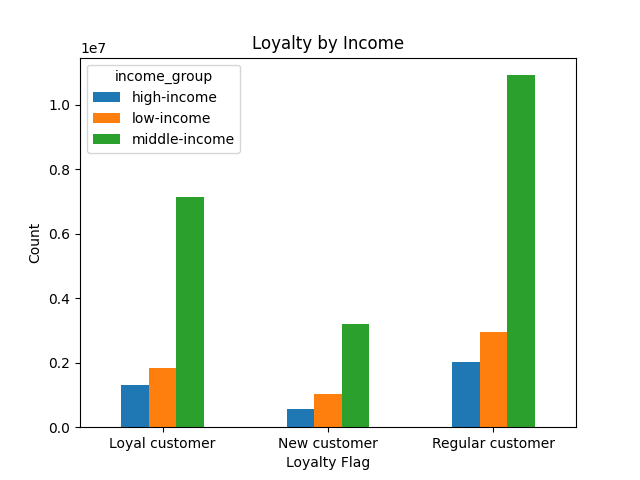 Loyalty by Income
1e7
income_group
high-income
low-income
middle-income
1.0
0.8
0.6
0.4
0.2
0.0
Count
Loyal customer
New customer
Regular customer
Loyalty Flag